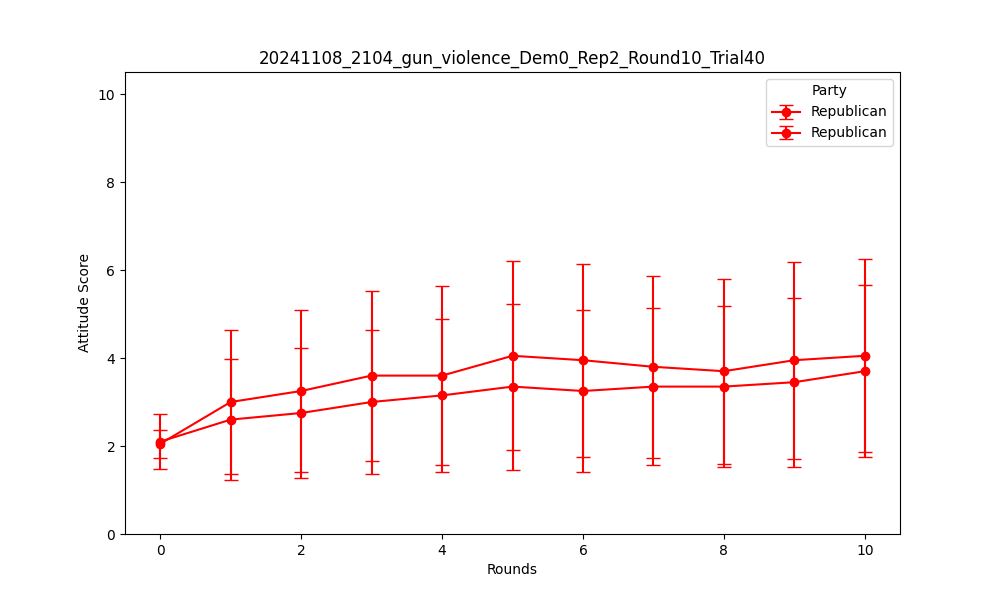 20241108_2104_gun_violence_Dem0_Rep2_Round10_Trial40
Party
Republican
Republican
Attitude Score
10
8
6
4
2
0
0 2 4 6 8 10
Rounds